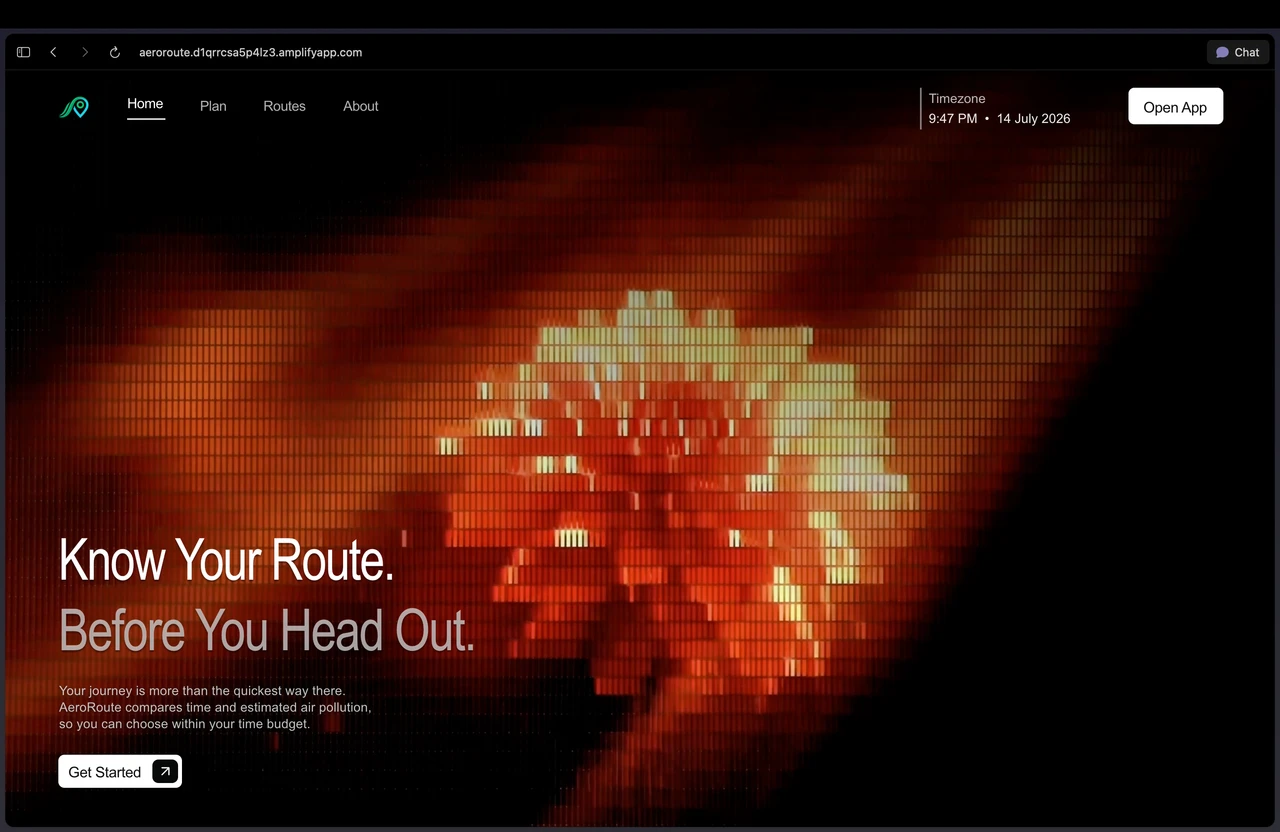 aeroroute.d1qrrcsa5p4lz3.amplifyapp.com
Chat
Home
Plan
Routes
About
Timezone
9:47 PM • 14 July 2026
Open App
Know Your Route.
Before You Head Out.
Your journey is more than the quickest way there.
AeroRoute compares time and estimated air pollution,
so you can choose within your time budget.
Get Started